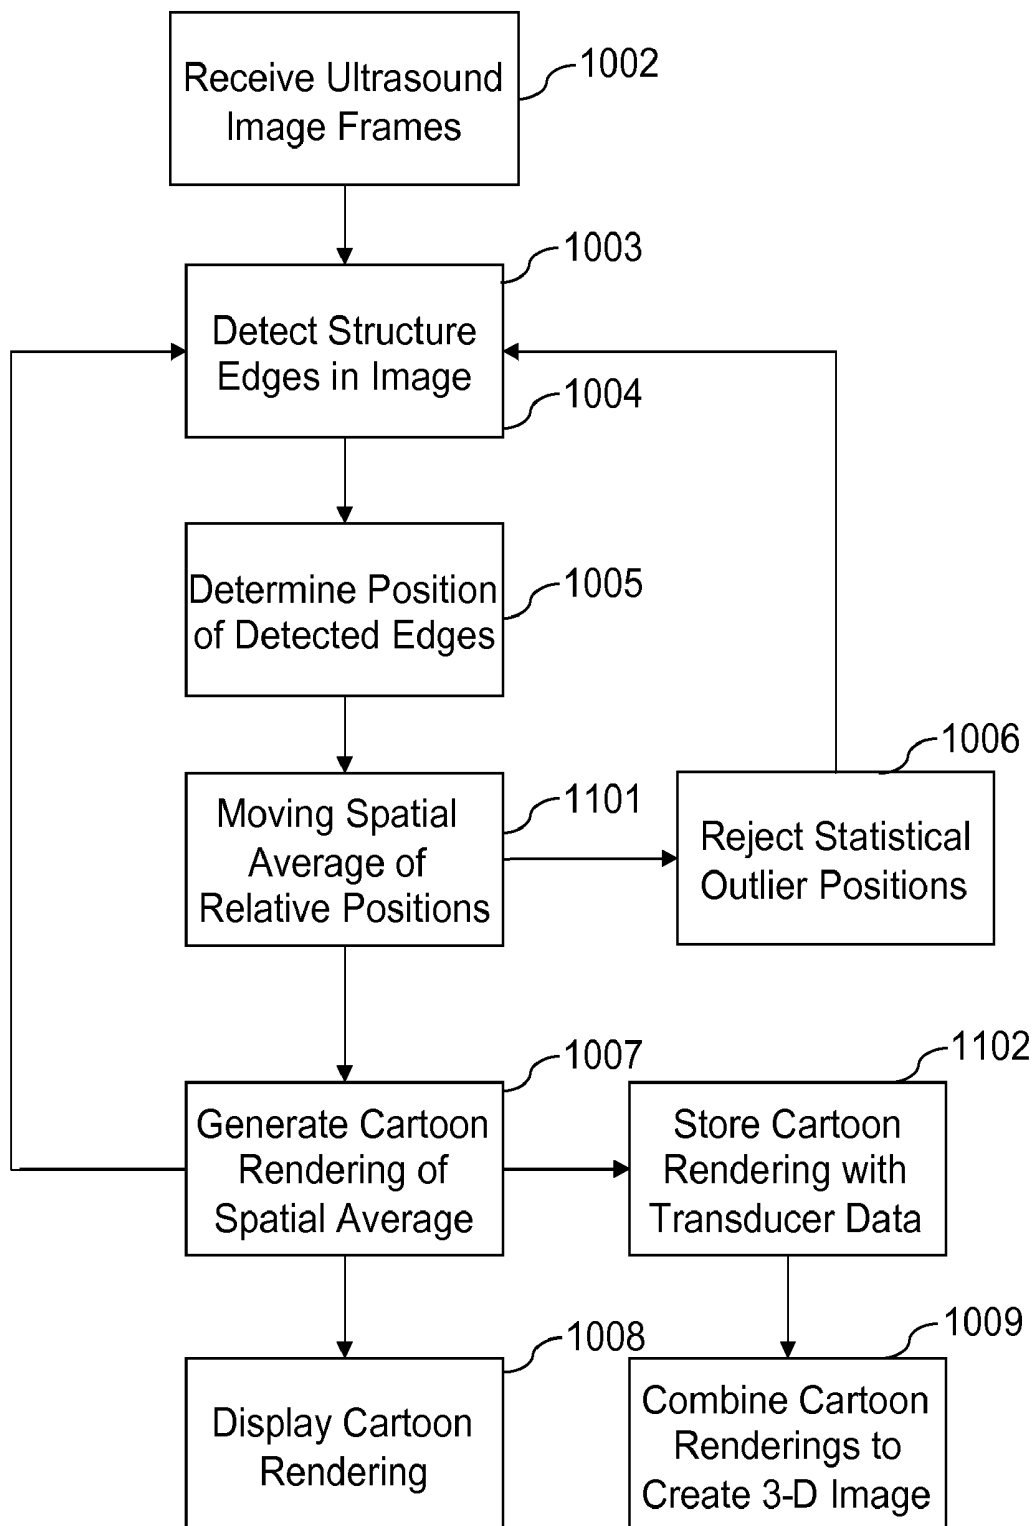 Receive Ultrasound
Image Frames
1002
1003
Detect Structure
Edges in Image
1004
Determine Position
of Detected Edges
1005
Moving Spatial
Average of
Relative Positions
1101
1006
Reject Statistical
Outlier Positions
1007
Generate Cartoon
Rendering of
Spatial Average
1102
Store Cartoon
Rendering with
Transducer Data
1008
Display Cartoon
Rendering
1009
Combine Cartoon
Renderings to
Create 3-D Image